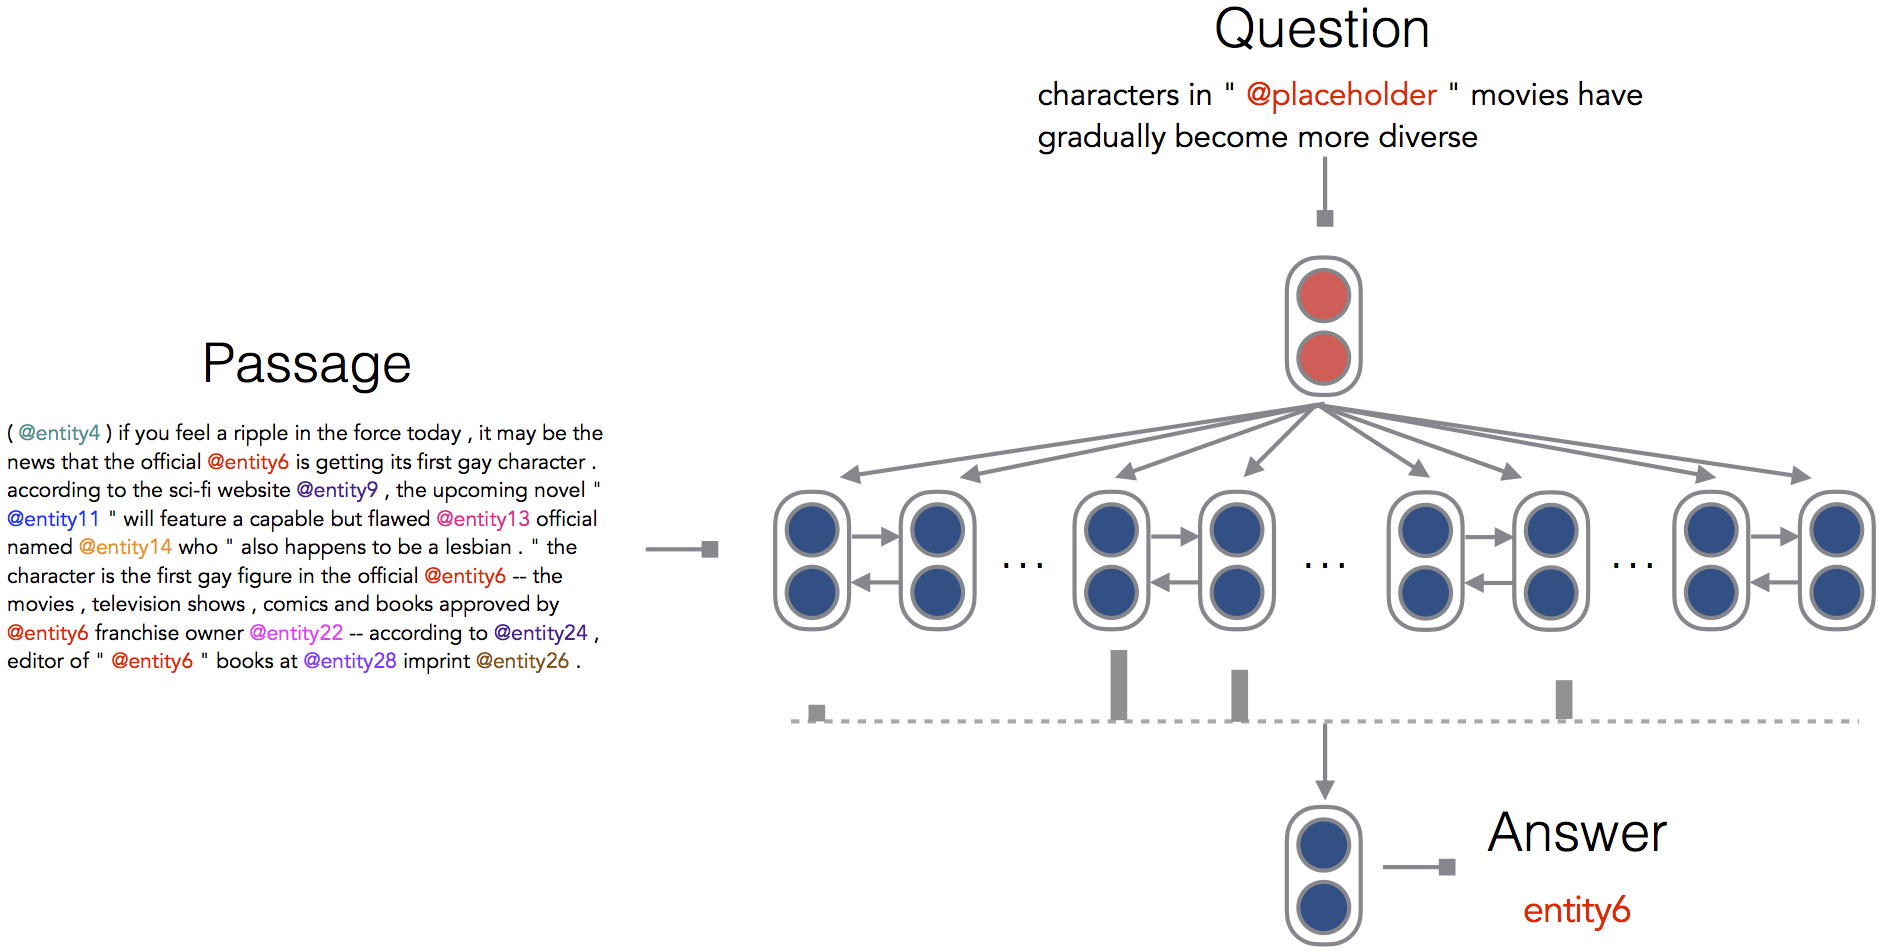 Question
characters in " @placeholder " movies have
gradually become more diverse
Passage
( @entity4 ) if you feel a ripple in the force today , it may be the
news that the official @entity6 is getting its first gay character .
according to the sci-fi website @entity9 , the upcoming novel "
@entity11 " will feature a capable but flawed @entity13 official
named @entity14 who " also happens to be a lesbian . " the
character is the first gay figure in the official @entity6 -- the
movies , television shows , comics and books approved by
@entity6 franchise owner @entity22 -- according to @entity24 ,
editor of " @entity6 " books at @entity28 imprint @entity26 .
... ... ...
Answer
entity6